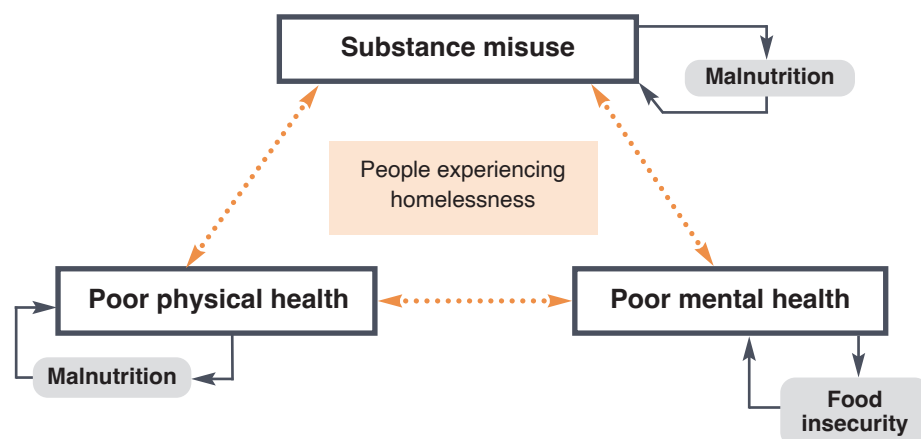 Substance misuse
Malnutrition
People experiencing
homelessness
Poor physical health
Poor mental health
Malnutrition
Food
insecurity